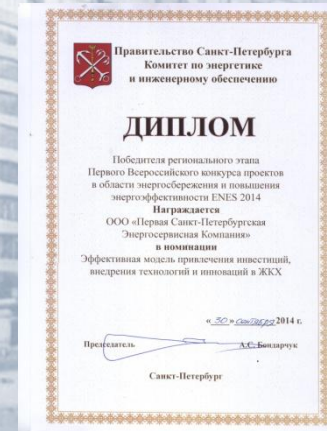 Правительство Санкт-Петербурга
Комитет по энергетике
и инженерному обеспечению
ДИПЛОМ
Победителя регионального этапа
Первого Всероссийского конкурса проектов
в области энергосбережения и повышения
энергоэффективности ENES 2014
Награждается
ООО «Первая Санкт-Петербургская
Энергосервисная Компания»
в номинации
Эффективная модель привлечения инвестиций,
внедрения технологий и инноваций в ЖКХ
« 30 » сентября 2014 г.
Председатель А.С. Бондарчук
Санкт-Петербург